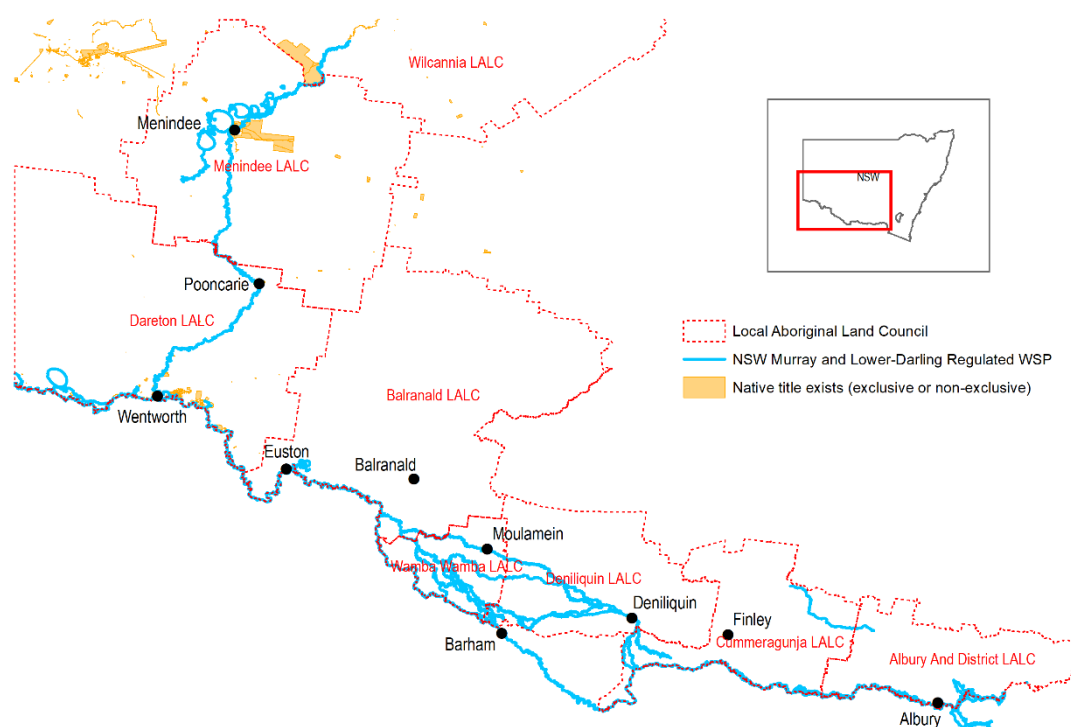 Wilcannia LALC
Menindee
Menindee LALC
NSW
Pooncarie
Dareton LALC
Local Aboriginal Land Council
NSW Murray and Lower-Darling Regulated WSP
Native title exists (exclusive or non-exclusive)
Wentworth
Balranald LALC
Euston
Balranald
Moulamein
Wamba Wamba LALC
Deniliquin LALC
Deniliquin
Finley
Barham
Cummeragunja LALC
Albury And District LALC
Albury